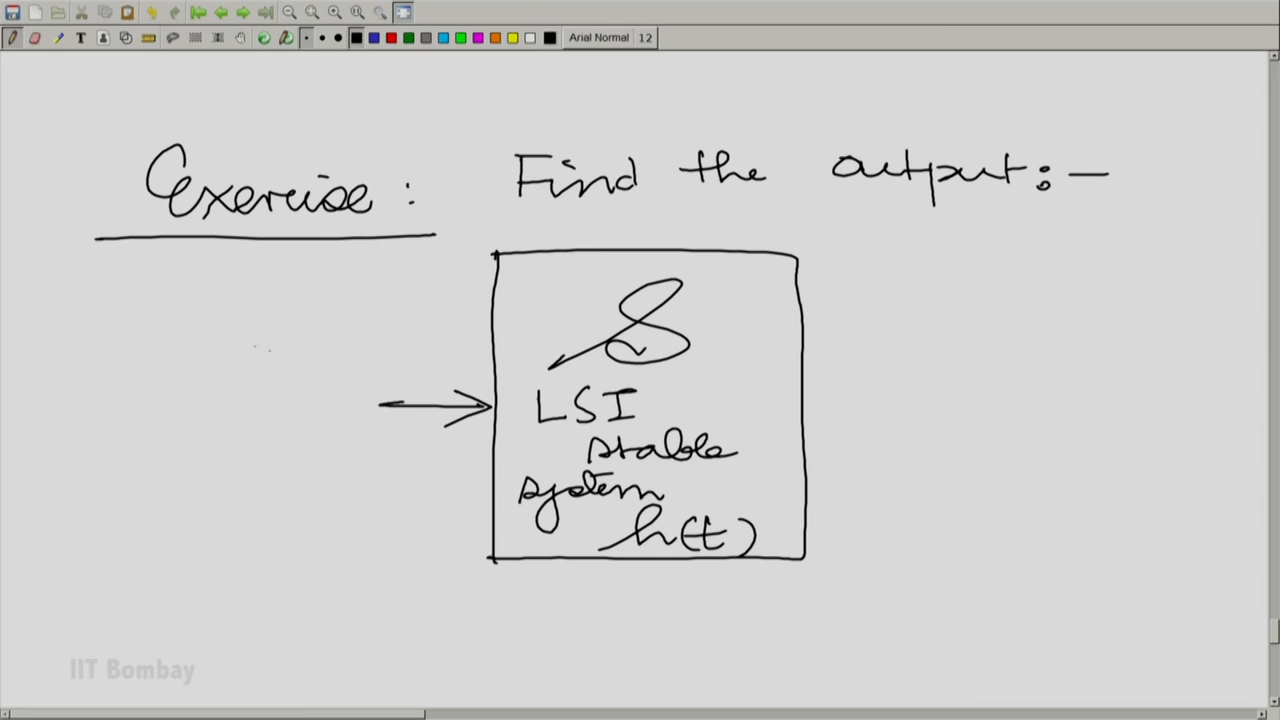 Arial Normal 12
Exercise: Find the output:-
S
LSI
stable
system
h(t)
IIT Bombay